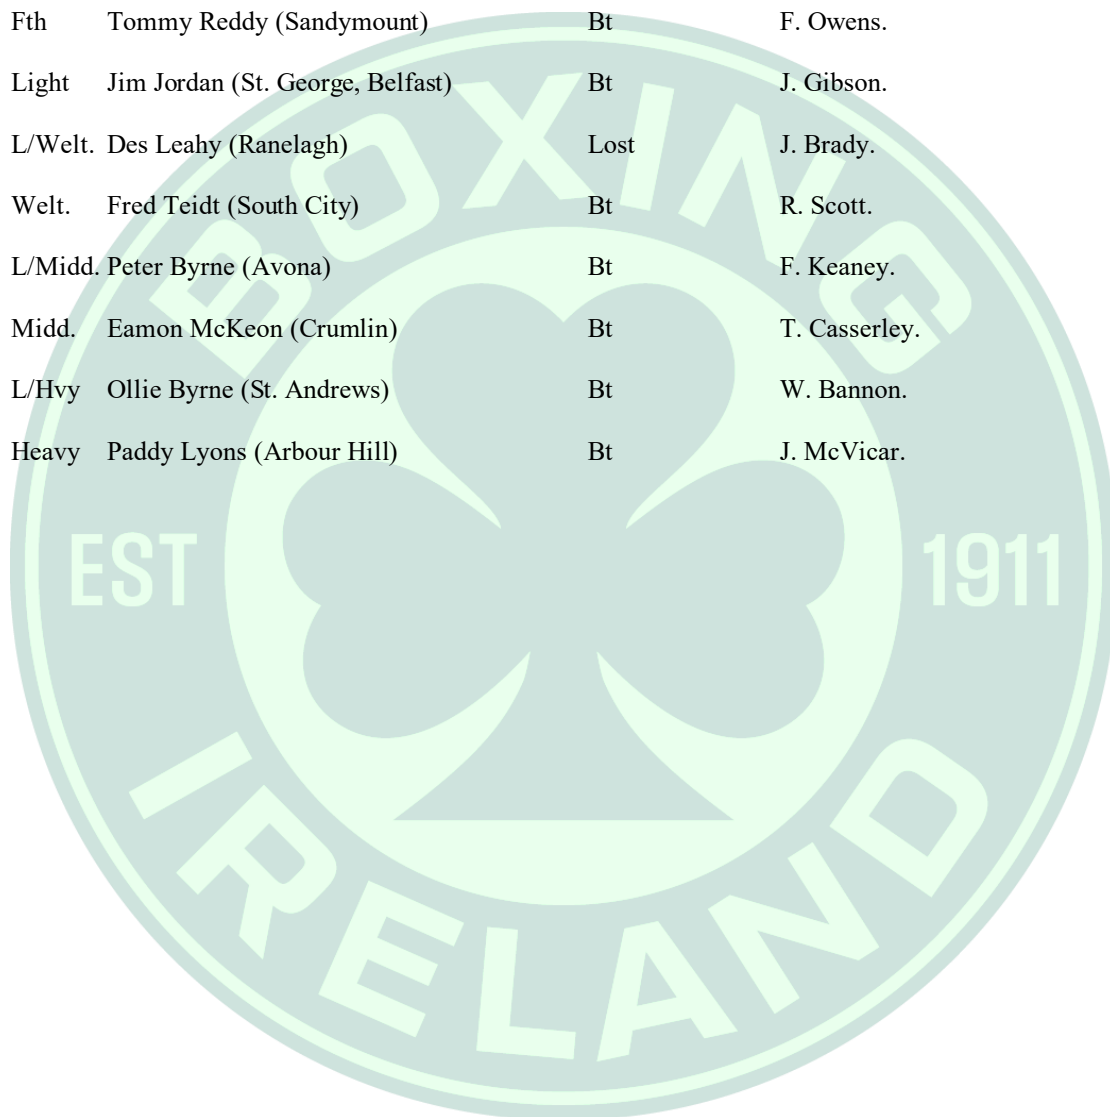 Fth Tommy Reddy (Sandymount) Bt F. Owens.
Light Jim Jordan (St. George, Belfast) Bt J. Gibson.
L/Welt. Des Leahy (Ranelagh) Lost J. Brady.
Welt. Fred Teidt (South City) Bt R. Scott.
L/Midd. Peter Byrne (Avona) Bt F. Keaney.
Midd. Eamon McKeon (Crumlin) Bt T. Casserley.
L/Hvy Ollie Byrne (St. Andrews) Bt W. Bannon.
Heavy Paddy Lyons (Arbour Hill) Bt J. McVicar.
BOXING
EST 1911
IRELAND